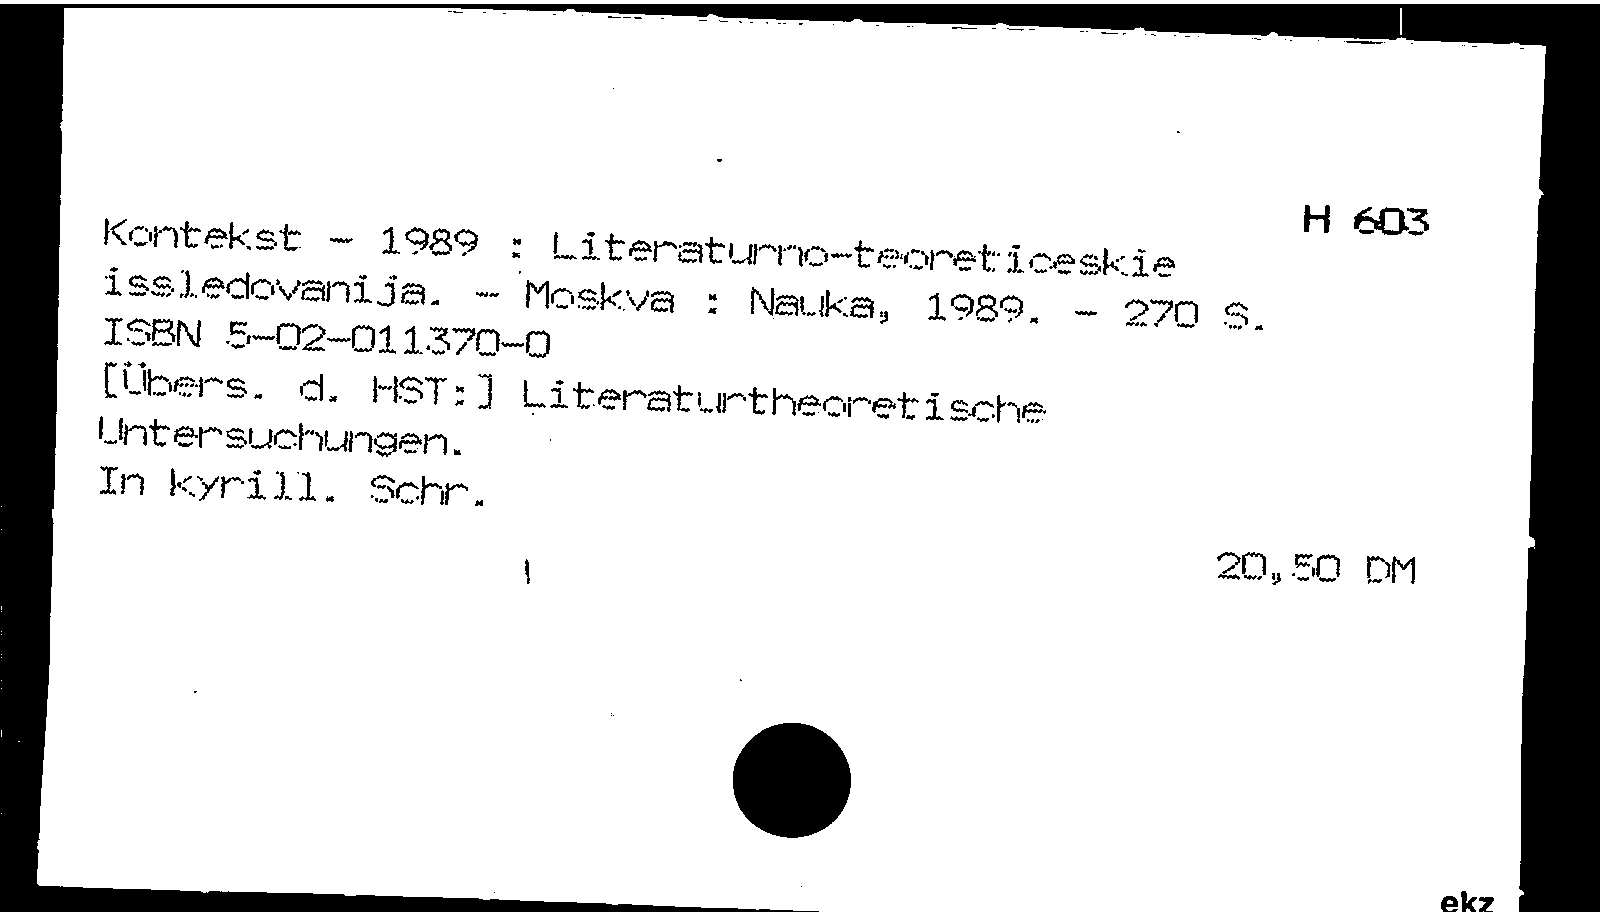 H 603
Kontekst - 1989 : Literaturno-teoreticeskie
issledovanija. - Moskva : Nauka, 1989. - 270 S.
ISBN 5-02-011370-0
[Übers. d. HST:] Literaturtheoretische
Untersuchungen.
In kyrill. Schr.
20,50 DM
ekz